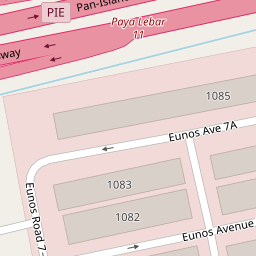 PIE
Pan-Island
Paya Lebar
11
way
1085
Eunos Ave 7A
1083
Eunos Road 7
1082
Eunos Avenue